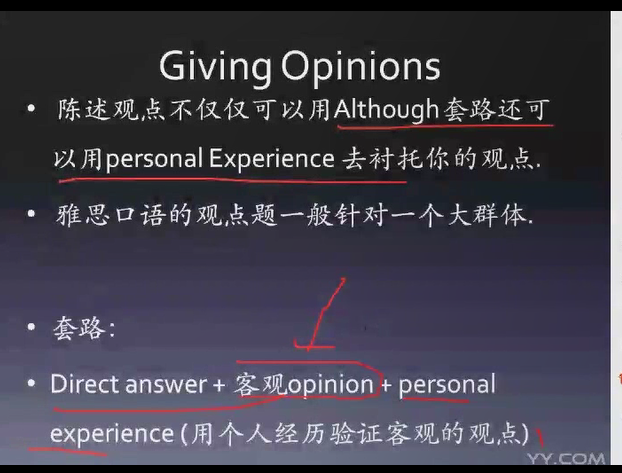 Giving Opinions
• 陈述观点不仅仅可以用Although套路还可
以用personal Experience 去衬托你的观点.
• 雅思口语的观点题一般针对一个大群体.
• 套路:
• Direct answer + 客观opinion + personal
experience (用个人经历验证客观的观点)
YY.COM